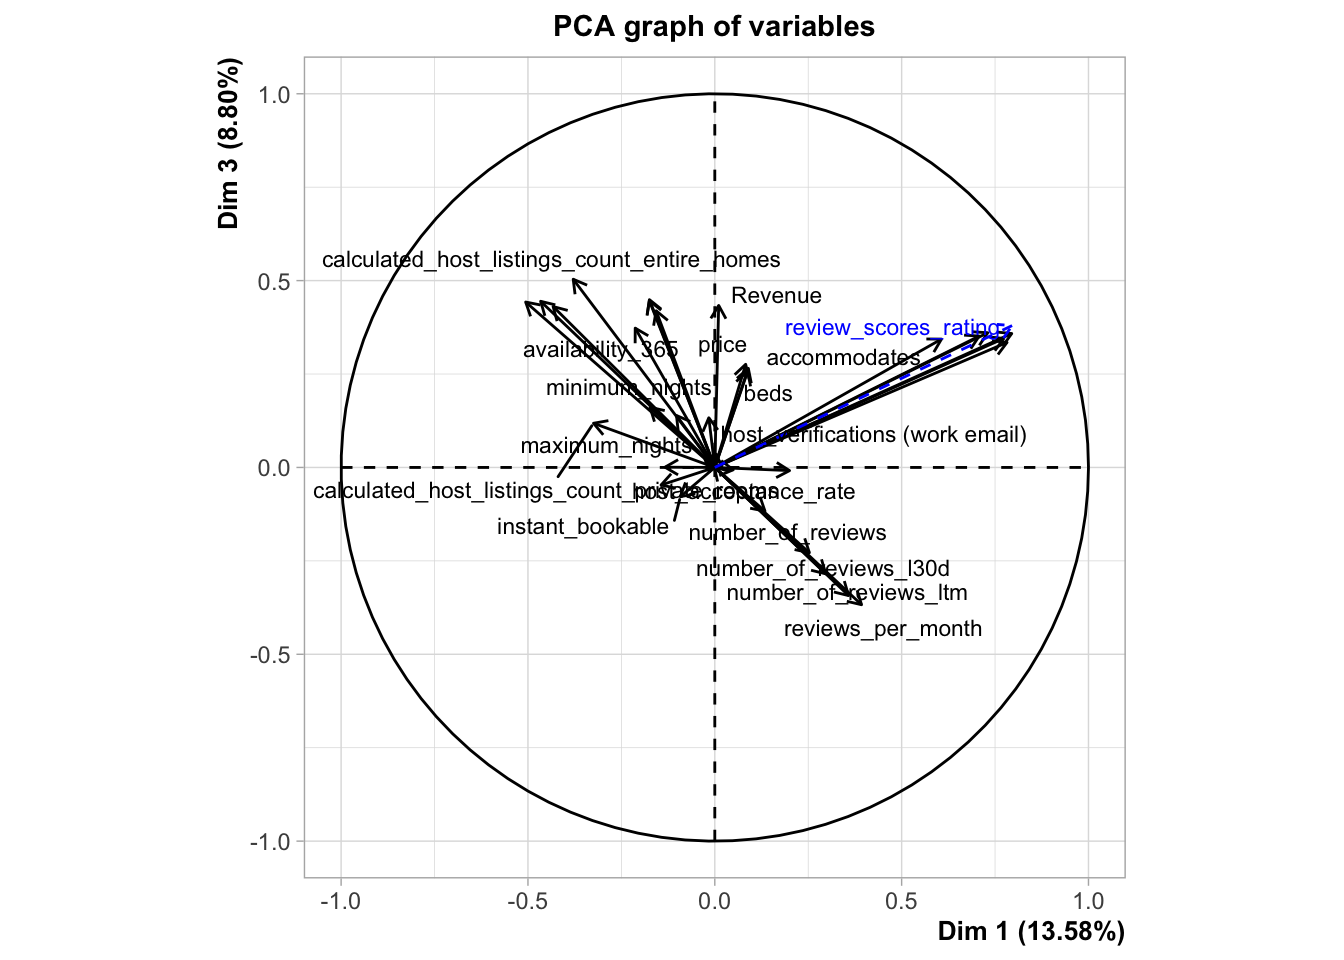 PCA graph of variables
Dim 3 (8.80%)
1.0
0.5
0.0
-0.5
-1.0
calculated_host_listings_count_entire_homes
Revenue
review_scores_rating
price
availability_365
accommodates
minimum_nights
beds
host_verifications (work email)
maximum_nights
calculated_host_listings_count_private_rooms
host_acceptance_rate
instant_bookable
number_of_reviews
number_of_reviews_l30d
number_of_reviews_ltm
reviews_per_month
-1.0
-0.5
0.0
0.5
1.0
Dim 1 (13.58%)